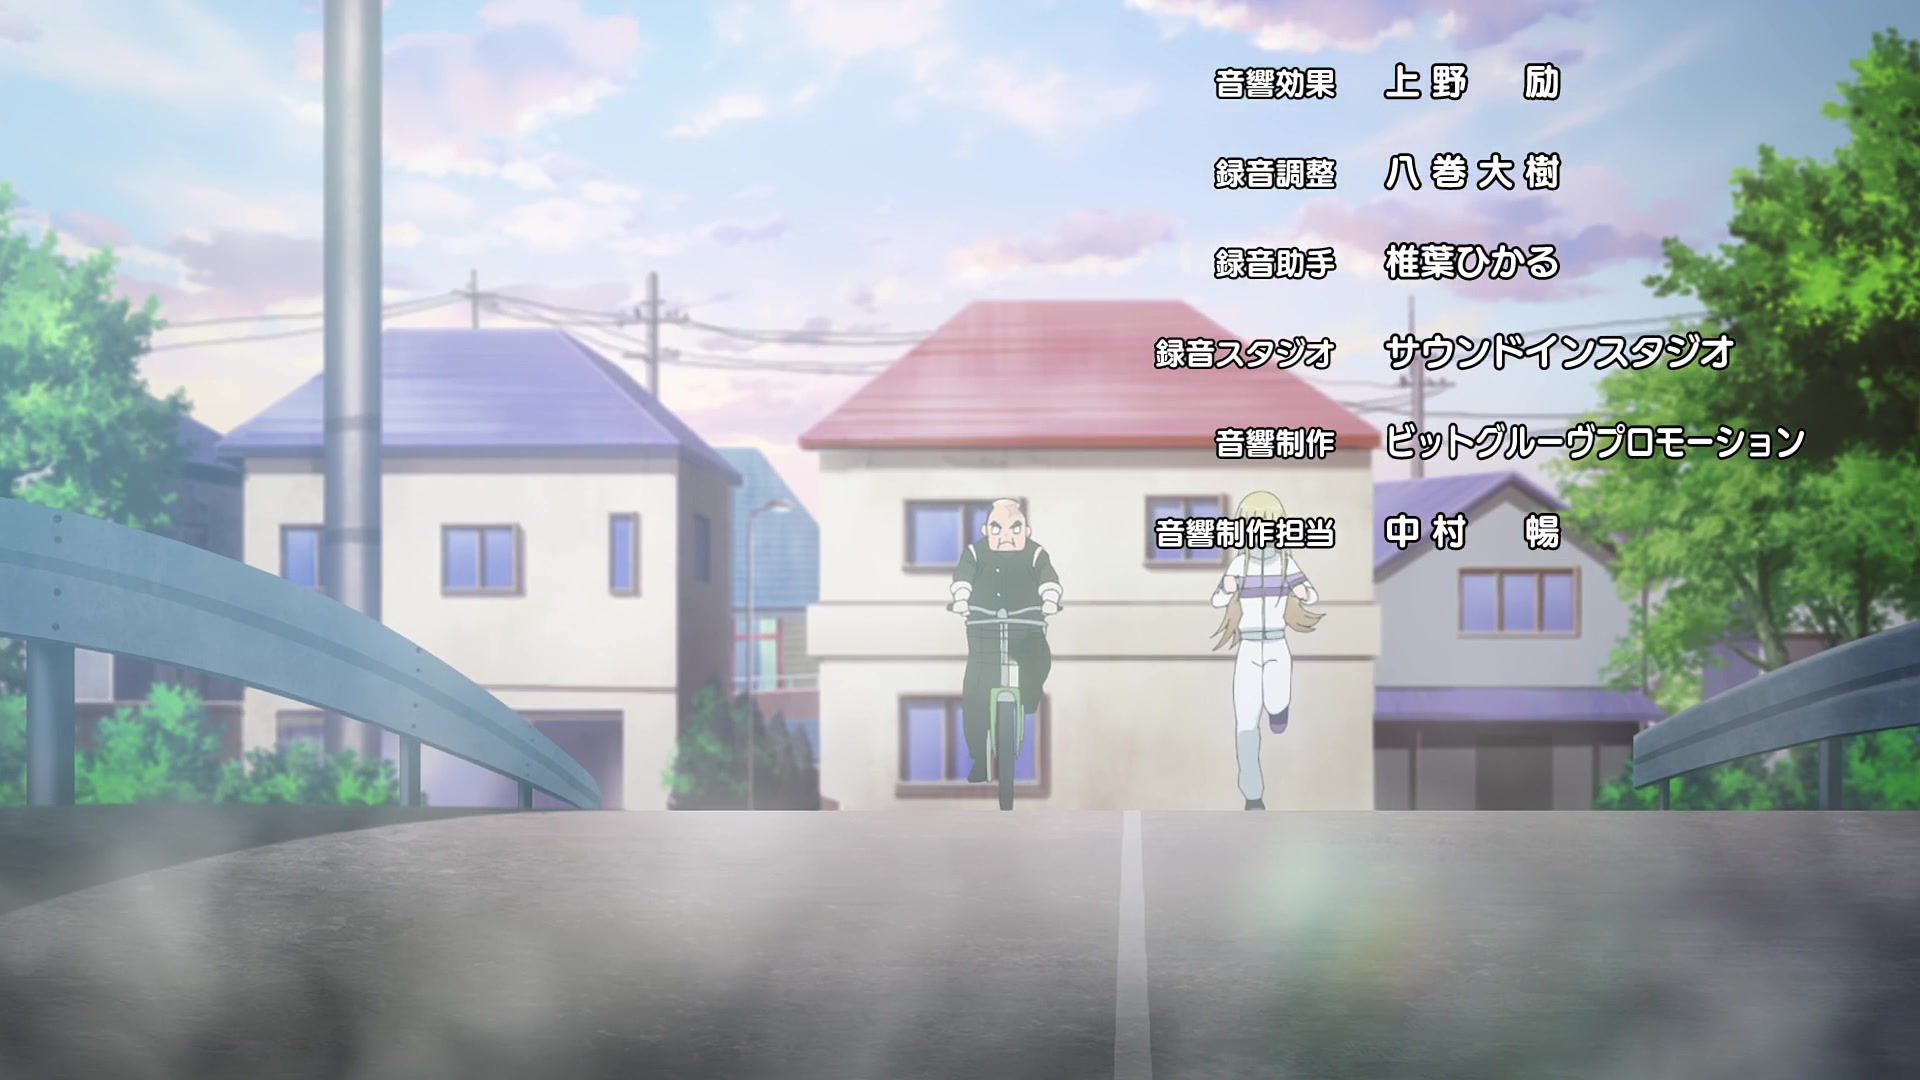 音響効果 上野 励
録音調整 八巻大樹
録音助手 椎葉ひかる
録音スタジオ サウンドインスタジオ
音響制作 ビットグルーヴプロモーション
音響制作担当 中村 暢